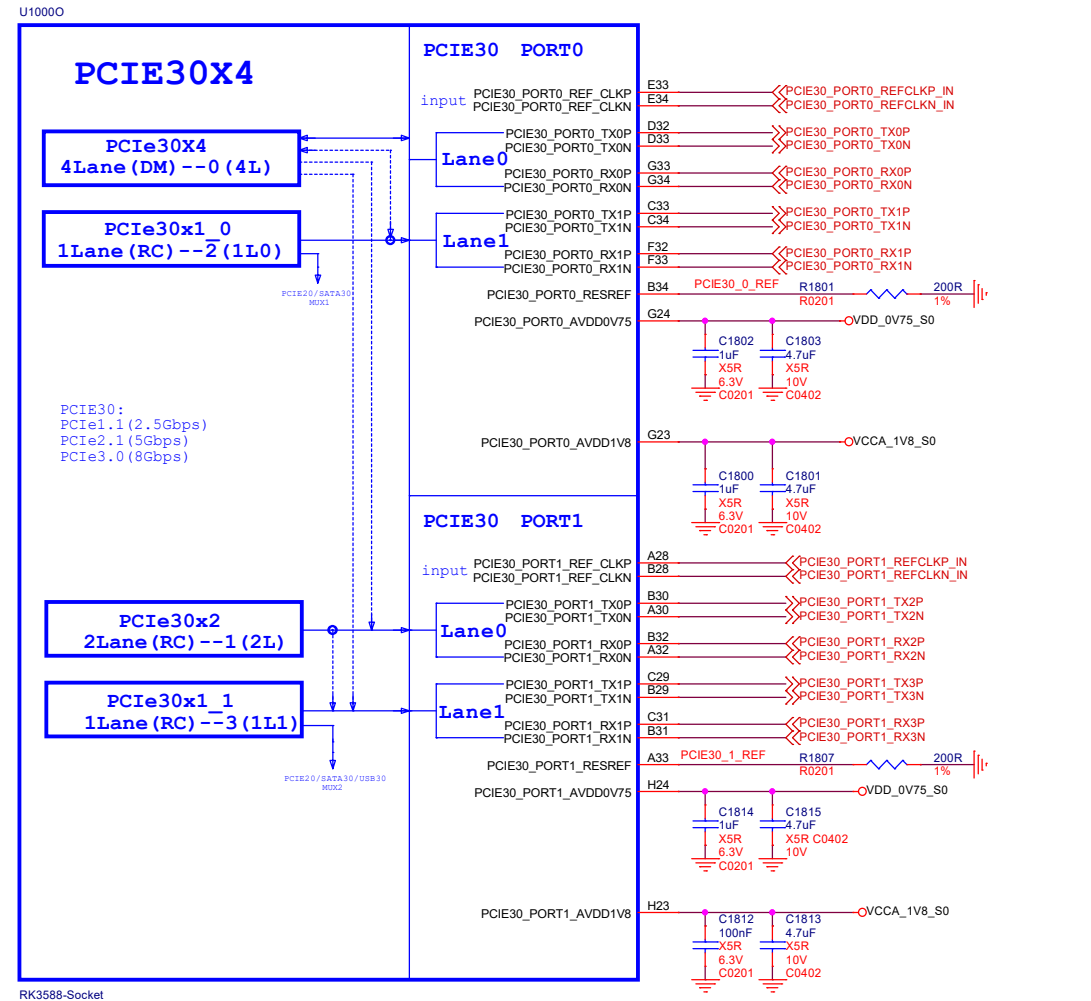 U1000O
PCIE30X4
PCIE30 PORT0
input
PCIE30_PORT0_REF_CLKP E33 PCIE30_PORT0_REFCLKP_IN
PCIE30_PORT0_REF_CLKN E34 PCIE30_PORT0_REFCLKN_IN
PCIe30X4
4Lane(DM)--0(4L)
Lane0
PCIE30_PORT0_TX0P D32 PCIE30_PORT0_TX0P
PCIE30_PORT0_TX0N D33 PCIE30_PORT0_TX0N
PCIE30_PORT0_RX0P G33 PCIE30_PORT0_RX0P
PCIE30_PORT0_RX0N G34 PCIE30_PORT0_RX0N
PCIe30x1_0
1Lane(RC)--2(1L0)
Lane1
PCIE30_PORT0_TX1P C33 PCIE30_PORT0_TX1P
PCIE30_PORT0_TX1N C34 PCIE30_PORT0_TX1N
PCIE30_PORT0_RX1P F32 PCIE30_PORT0_RX1P
PCIE30_PORT0_RX1N F33 PCIE30_PORT0_RX1N
PCIE20/SATA30
MUX1
PCIE30_PORT0_RESREF B34 PCIE30_0_REF R1801 200R
R0201 1%
PCIE30_PORT0_AVDD0V75 G24 VDD_0V75_S0
C1802 C1803
1uF 4.7uF
X5R X5R
6.3V 10V
C0201 C0402
PCIE30:
PCIe1.1(2.5Gbps)
PCIe2.1(5Gbps)
PCIe3.0(8Gbps)
PCIE30_PORT0_AVDD1V8 G23 VCCA_1V8_S0
C1800 C1801
1uF 4.7uF
X5R X5R
6.3V 10V
C0201 C0402
PCIE30 PORT1
input
PCIE30_PORT1_REF_CLKP A28 PCIE30_PORT1_REFCLKP_IN
PCIE30_PORT1_REF_CLKN B28 PCIE30_PORT1_REFCLKN_IN
PCIe30x2
2Lane(RC)--1(2L)
Lane0
PCIE30_PORT1_TX0P B30 PCIE30_PORT1_TX2P
PCIE30_PORT1_TX0N A30 PCIE30_PORT1_TX2N
PCIE30_PORT1_RX0P B32 PCIE30_PORT1_RX2P
PCIE30_PORT1_RX0N A32 PCIE30_PORT1_RX2N
PCIe30x1_1
1Lane(RC)--3(1L1)
Lane1
PCIE30_PORT1_TX1P C29 PCIE30_PORT1_TX3P
PCIE30_PORT1_TX1N B29 PCIE30_PORT1_TX3N
PCIE30_PORT1_RX1P C31 PCIE30_PORT1_RX3P
PCIE30_PORT1_RX1N B31 PCIE30_PORT1_RX3N
PCIE20/SATA30/USB30
MUX2
PCIE30_PORT1_RESREF A33 PCIE30_1_REF R1807 200R
R0201 1%
PCIE30_PORT1_AVDD0V75 H24 VDD_0V75_S0
C1814 C1815
1uF 4.7uF
X5R X5R C0402
6.3V 10V
C0201
PCIE30_PORT1_AVDD1V8 H23 VCCA_1V8_S0
C1812 C1813
100nF 4.7uF
X5R X5R
6.3V 10V
C0201 C0402
RK3588-Socket